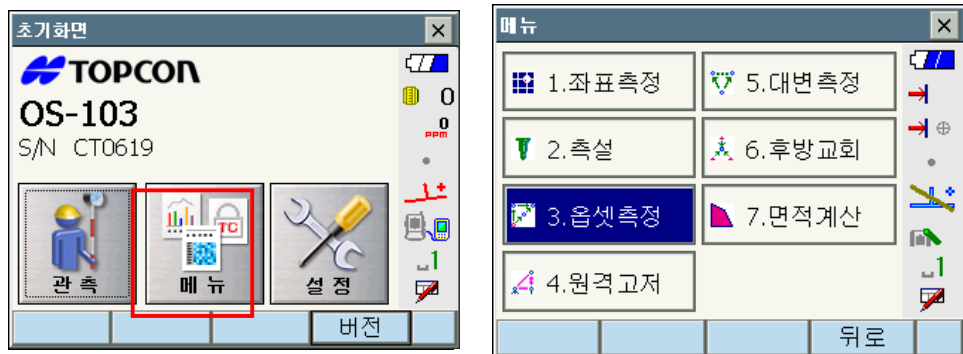 초기화면
TOPCON
OS-103
S/N CT0619
0
0
PPM
TC
관측
메뉴
설정
1
버전
메뉴
1.좌표측정
5.대변측정
2.측설
6.후방교회
3.옵셋측정
7.면적계산
4.원격고저
1
뒤로